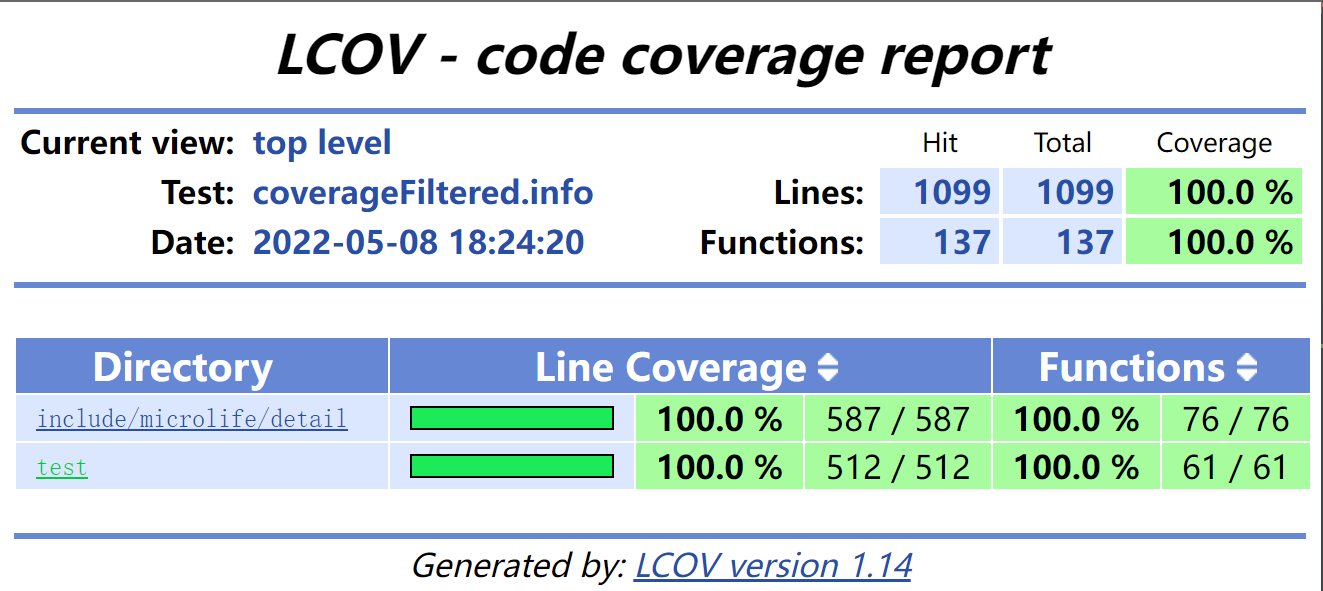 LCOV - code coverage report
Current view: top level Hit Total Coverage
Test: coverageFiltered.info Lines: 1099 1099 100.0 %
Date: 2022-05-08 18:24:20 Functions: 137 137 100.0 %
Directory Line Coverage Functions
include/microlife/detail 100.0 % 587 / 587 100.0 % 76 / 76
test 100.0 % 512 / 512 100.0 % 61 / 61
Generated by: LCOV version 1.14